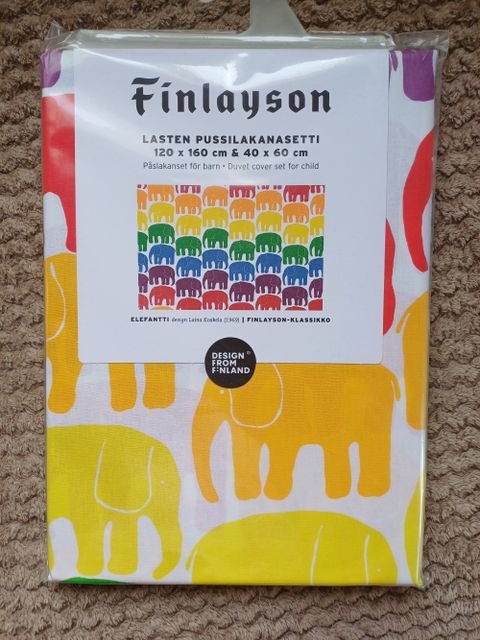 Finlayson
LASTEN PUSSILAKANASETTI
120 x 160 cm & 40 x 60 cm
Påslakanset för barn • Duvet cover set for child
ELEFANTTI design Laina Koskela (1969) | FINLAYSON-KLASSIKKO
DESIGN ®
FROM
FINLAND